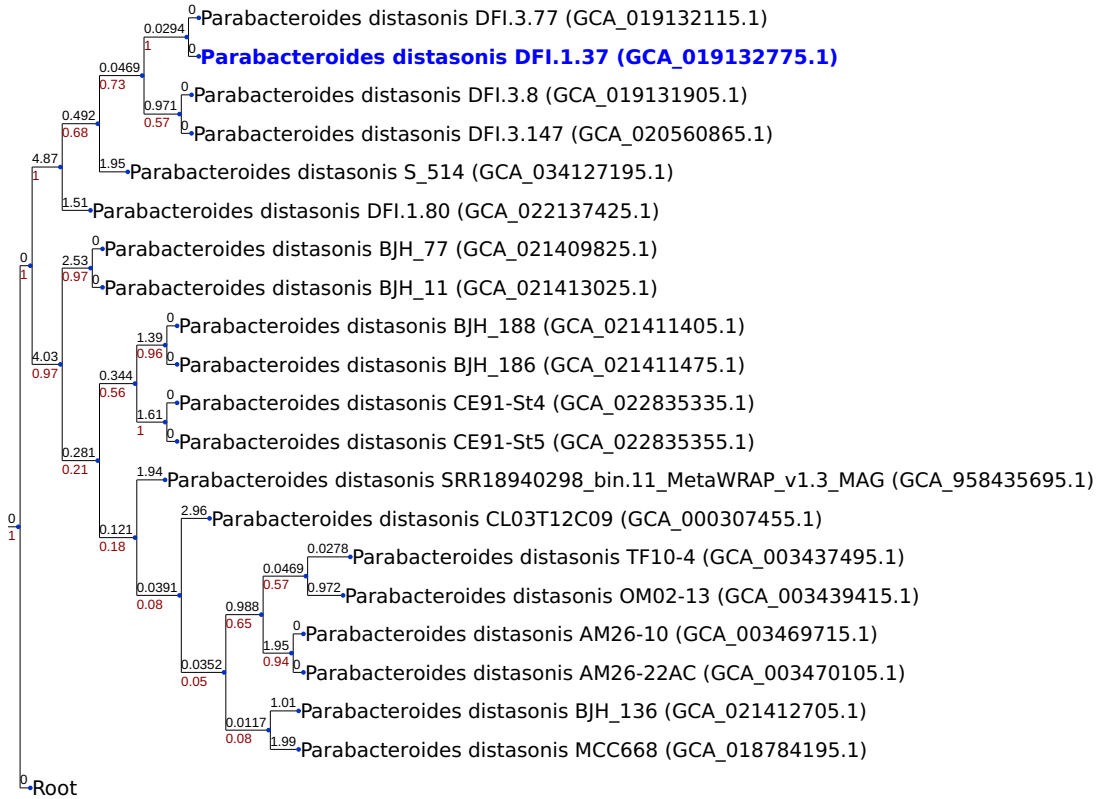 0
Parabacteroides distasonis DFI.3.77 (GCA_019132115.1)
0.0294
1
0
Parabacteroides distasonis DFI.1.37 (GCA_019132775.1)
0.0469
0.73
0
Parabacteroides distasonis DFI.3.8 (GCA_019131905.1)
0.971
0.57
0
Parabacteroides distasonis DFI.3.147 (GCA_020560865.1)
0.492
0.68
1.95
Parabacteroides distasonis S_514 (GCA_034127195.1)
4.87
1
1.51
Parabacteroides distasonis DFI.1.80 (GCA_022137425.1)
0
Parabacteroides distasonis BJH_77 (GCA_021409825.1)
0
1
2.53
0.97
0
Parabacteroides distasonis BJH_11 (GCA_021413025.1)
0
Parabacteroides distasonis BJH_188 (GCA_021411405.1)
1.39
0.96
0
Parabacteroides distasonis BJH_186 (GCA_021411475.1)
4.03
0.97
0.344
0.56
0
Parabacteroides distasonis CE91-St4 (GCA_022835335.1)
1.61
1
0
Parabacteroides distasonis CE91-St5 (GCA_022835355.1)
0.281
0.21
1.94
Parabacteroides distasonis SRR18940298_bin.11_MetaWRAP_v1.3_MAG (GCA_958435695.1)
0
1
0.121
0.18
2.96
Parabacteroides distasonis CL03T12C09 (GCA_000307455.1)
0.0278
Parabacteroides distasonis TF10-4 (GCA_003437495.1)
0.0469
0.57
0.972
Parabacteroides distasonis OM02-13 (GCA_003439415.1)
0.0391
0.08
0.988
0.65
0
Parabacteroides distasonis AM26-10 (GCA_003469715.1)
1.95
0.94
0
Parabacteroides distasonis AM26-22AC (GCA_003470105.1)
0.0352
0.05
1.01
Parabacteroides distasonis BJH_136 (GCA_021412705.1)
0.0117
0.08
1.99
Parabacteroides distasonis MCC668 (GCA_018784195.1)
0
Root